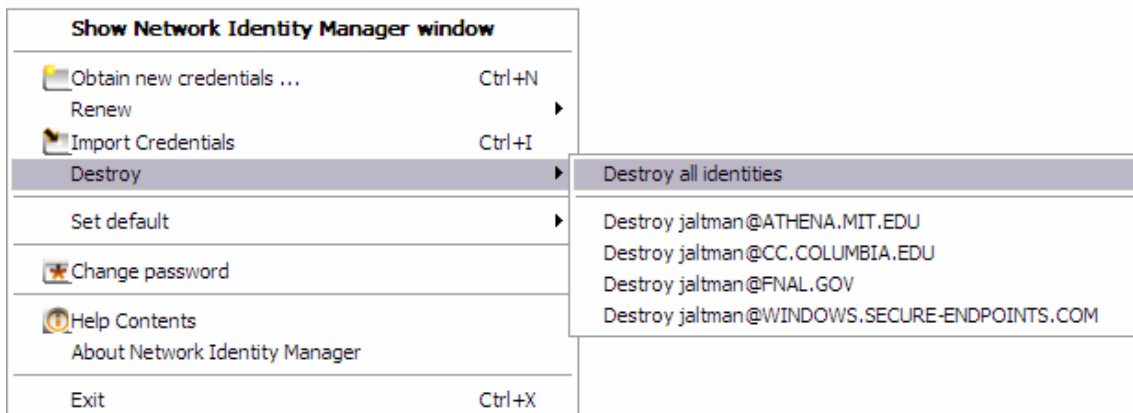 Show Network Identity Manager window
Obtain new credentials ... Ctrl+N
Renew
Import Credentials Ctrl+I
Destroy
Destroy all identities
Set default
Destroy jaltman@ATHENA.MIT.EDU
Destroy jaltman@CC.COLUMBIA.EDU
Change password
Destroy jaltman@FNAL.GOV
Destroy jaltman@WINDOWS.SECURE-ENDPOINTS.COM
Help Contents
About Network Identity Manager
Exit Ctrl+X